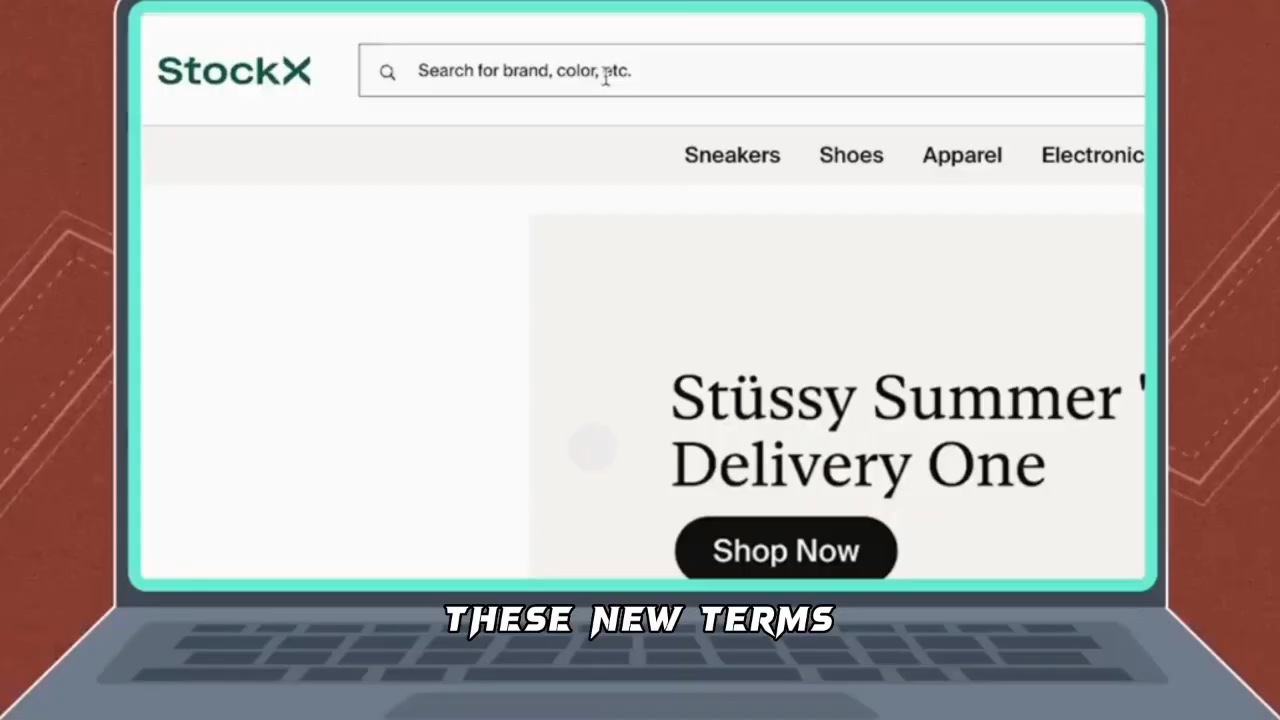 StockX
Search for brand, color, etc.
Sneakers Shoes Apparel Electronic
Stüssy Summer '
Delivery One
Shop Now
THESE NEW TERMS